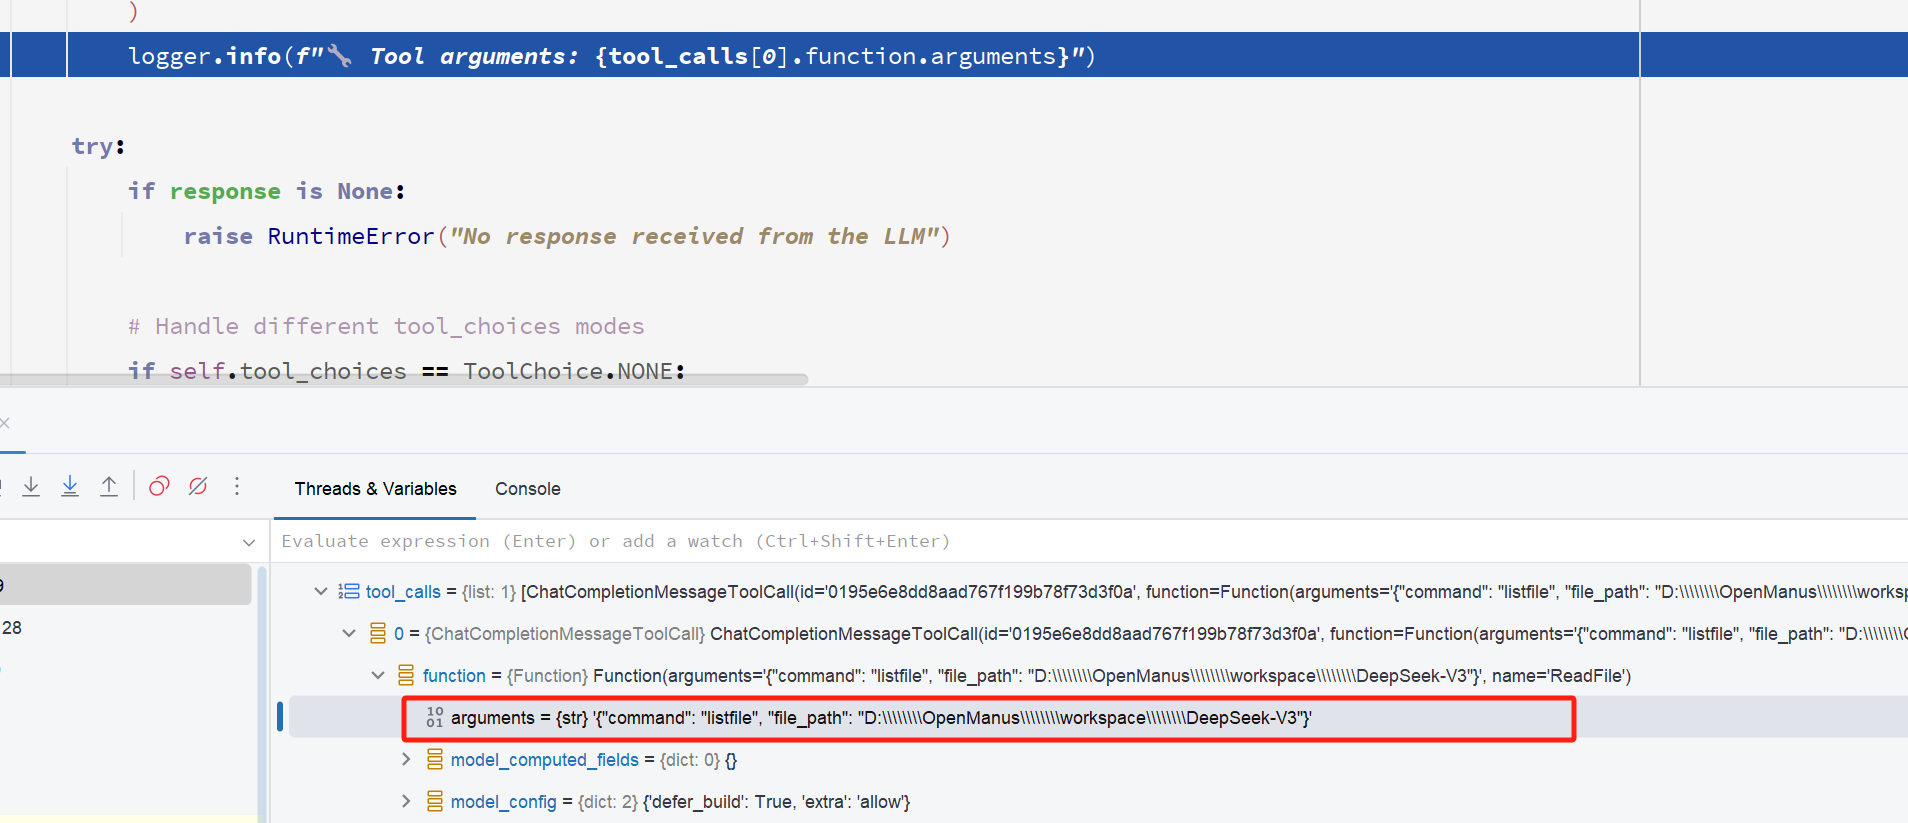 )
logger.info(f"🔧 Tool arguments: {tool_calls[0].function.arguments}")
try:
if response is None:
raise RuntimeError("No response received from the LLM")
# Handle different tool_choices modes
if self.tool_choices == ToolChoice.NONE:
Threads & Variables Console
Evaluate expression (Enter) or add a watch (Ctrl+Shift+Enter)
9
28
tool_calls = {list: 1} [ChatCompletionMessageToolCall(id='0195e6e8dd8aad767f199b78f73d3f0a', function=Function(arguments='{"command": "listfile", "file_path": "D:\\\\\\\\OpenManus\\\\\\\\worksp
0 = {ChatCompletionMessageToolCall} ChatCompletionMessageToolCall(id='0195e6e8dd8aad767f199b78f73d3f0a', function=Function(arguments='{"command": "listfile", "file_path": "D:\\\\\\\\O
function = {Function} Function(arguments='{"command": "listfile", "file_path": "D:\\\\\\\\OpenManus\\\\\\\\workspace\\\\\\\\DeepSeek-V3"}', name='ReadFile')
arguments = {str} '{"command": "listfile", "file_path": "D:\\\\\\\\OpenManus\\\\\\\\workspace\\\\\\\\DeepSeek-V3"}'
model_computed_fields = {dict: 0} {}
model_config = {dict: 2} {'defer_build': True, 'extra': 'allow'}